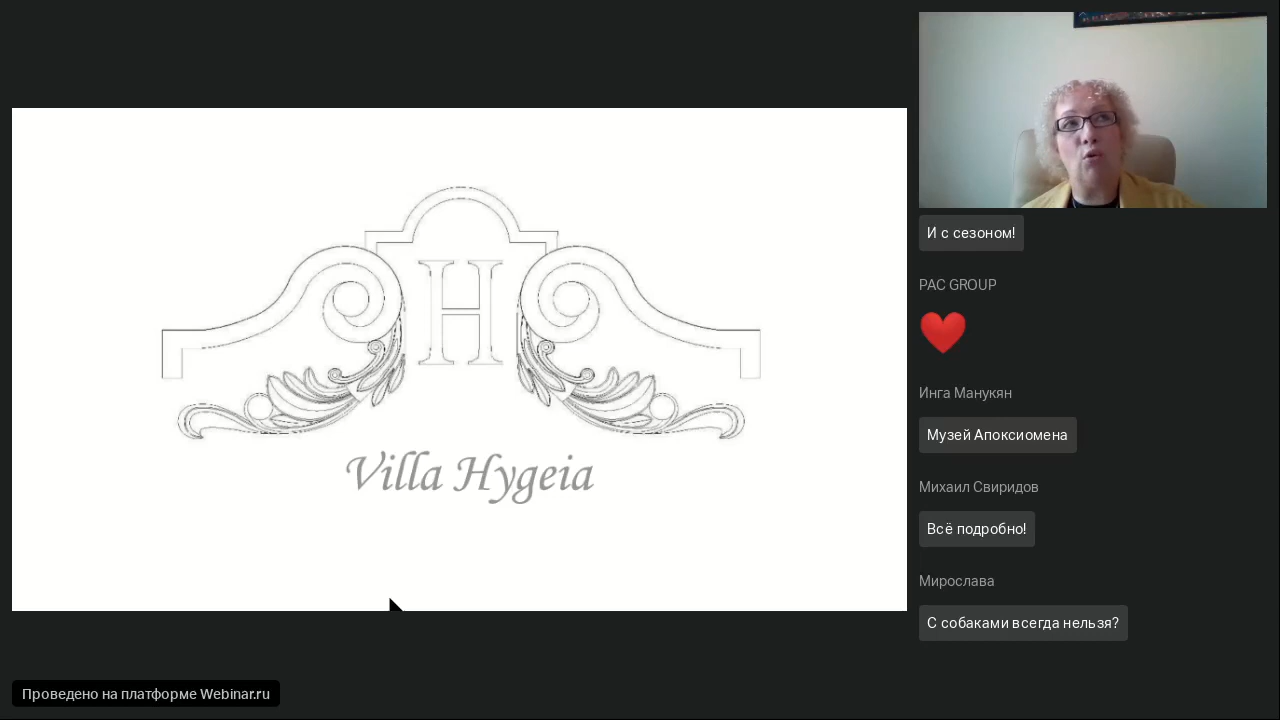 H
Villa Hygeia
И с сезоном!
PAC GROUP
Инга Манукян
Музей Апоксиомена
Михаил Свиридов
Всё подробно!
Мирослава
С собаками всегда нельзя?
Проведено на платформе Webinar.ru